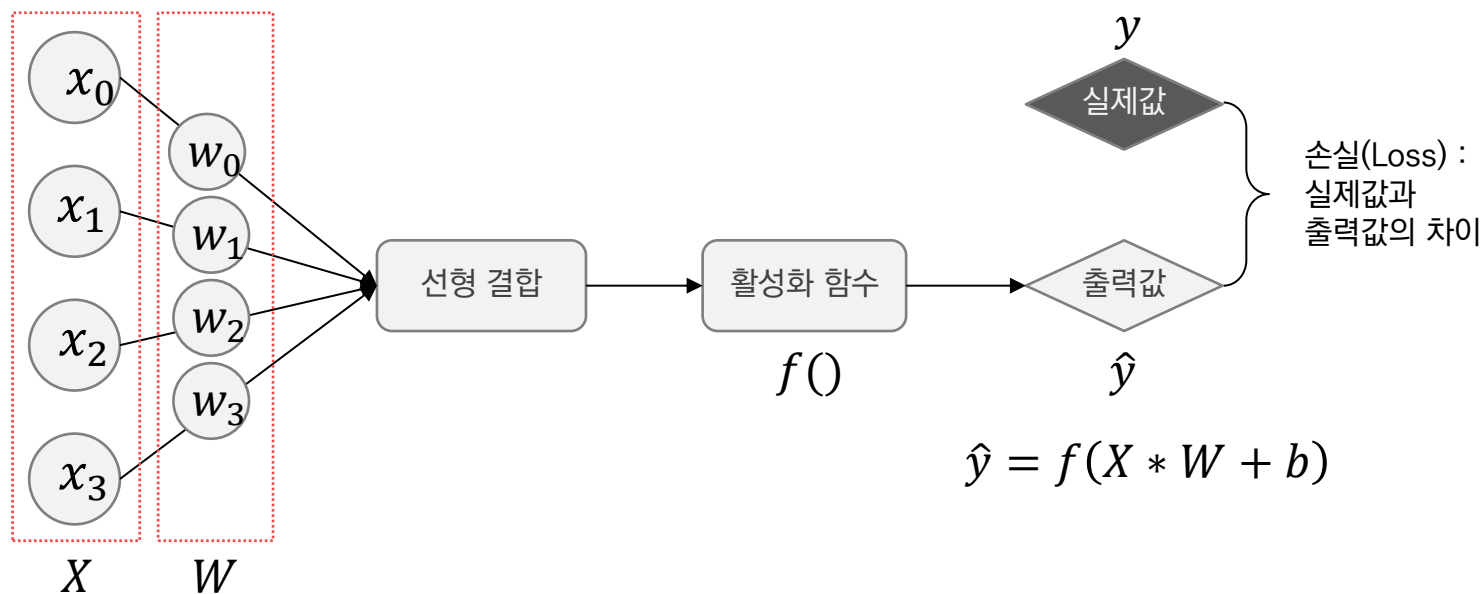 x₀
x₁
x₂
x₃
X
w₀
w₁
w₂
w₃
W
선형 결합
활성화 함수
f()
y
실제값
출력값
ŷ
손실(Loss) :
실제값과
출력값의 차이
ŷ = f(X * W + b)